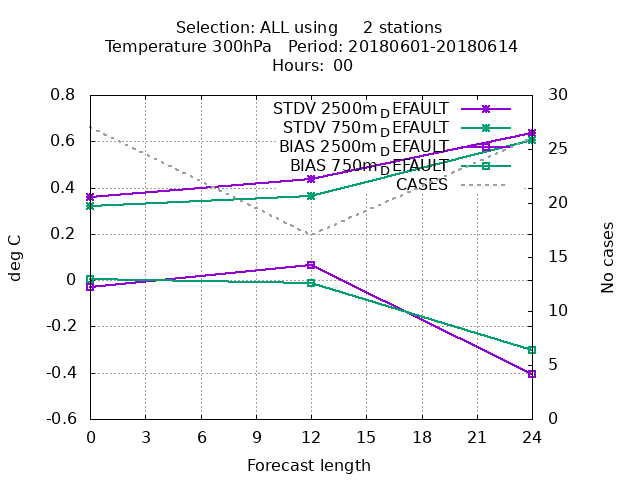 Selection: ALL using     2 stations
Temperature 300hPa   Period: 20180601-20180614
Hours:  00
STDV 2500m_DEFAULT
STDV 750m_DEFAULT
BIAS 2500m_DEFAULT
BIAS 750m_DEFAULT
CASES
deg C
0.8
0.6
0.4
0.2
0
-0.2
-0.4
-0.6
30
25
20
15
10
5
0
No cases
0 3 6 9 12 15 18 21 24
Forecast length